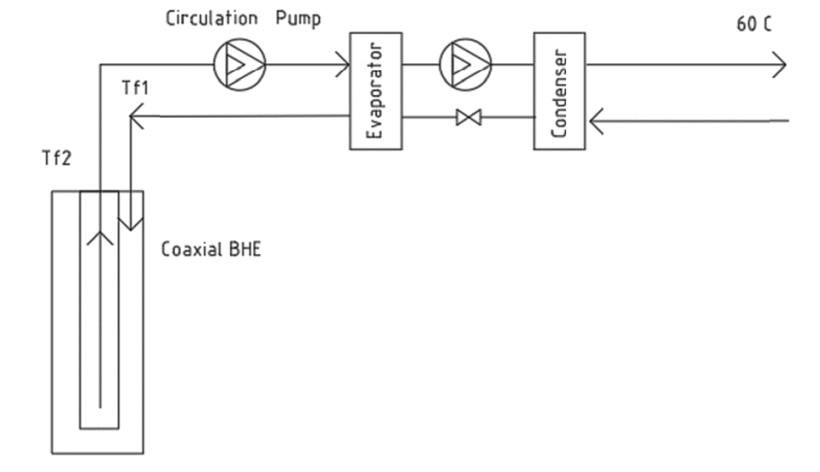 Circulation Pump
60 C
Tf1
Evaporator
Condenser
Tf2
Coaxial BHE